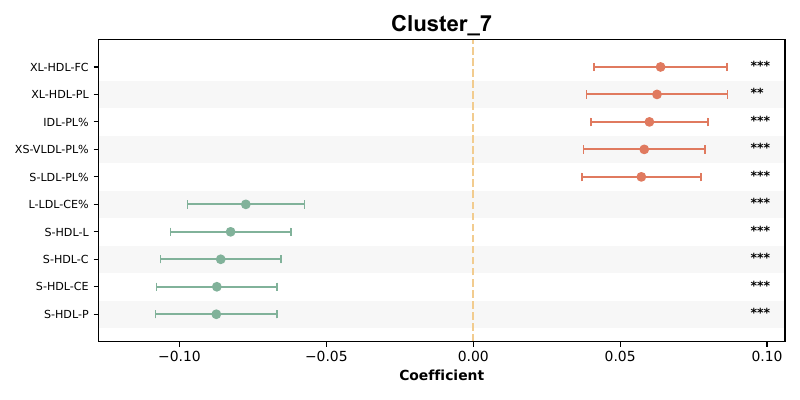 Cluster_7
XL-HDL-FC ***
XL-HDL-PL **
IDL-PL% ***
XS-VLDL-PL% ***
S-LDL-PL% ***
L-LDL-CE% ***
S-HDL-L ***
S-HDL-C ***
S-HDL-CE ***
S-HDL-P ***
−0.10 −0.05 0.00 0.05 0.10
Coefficient